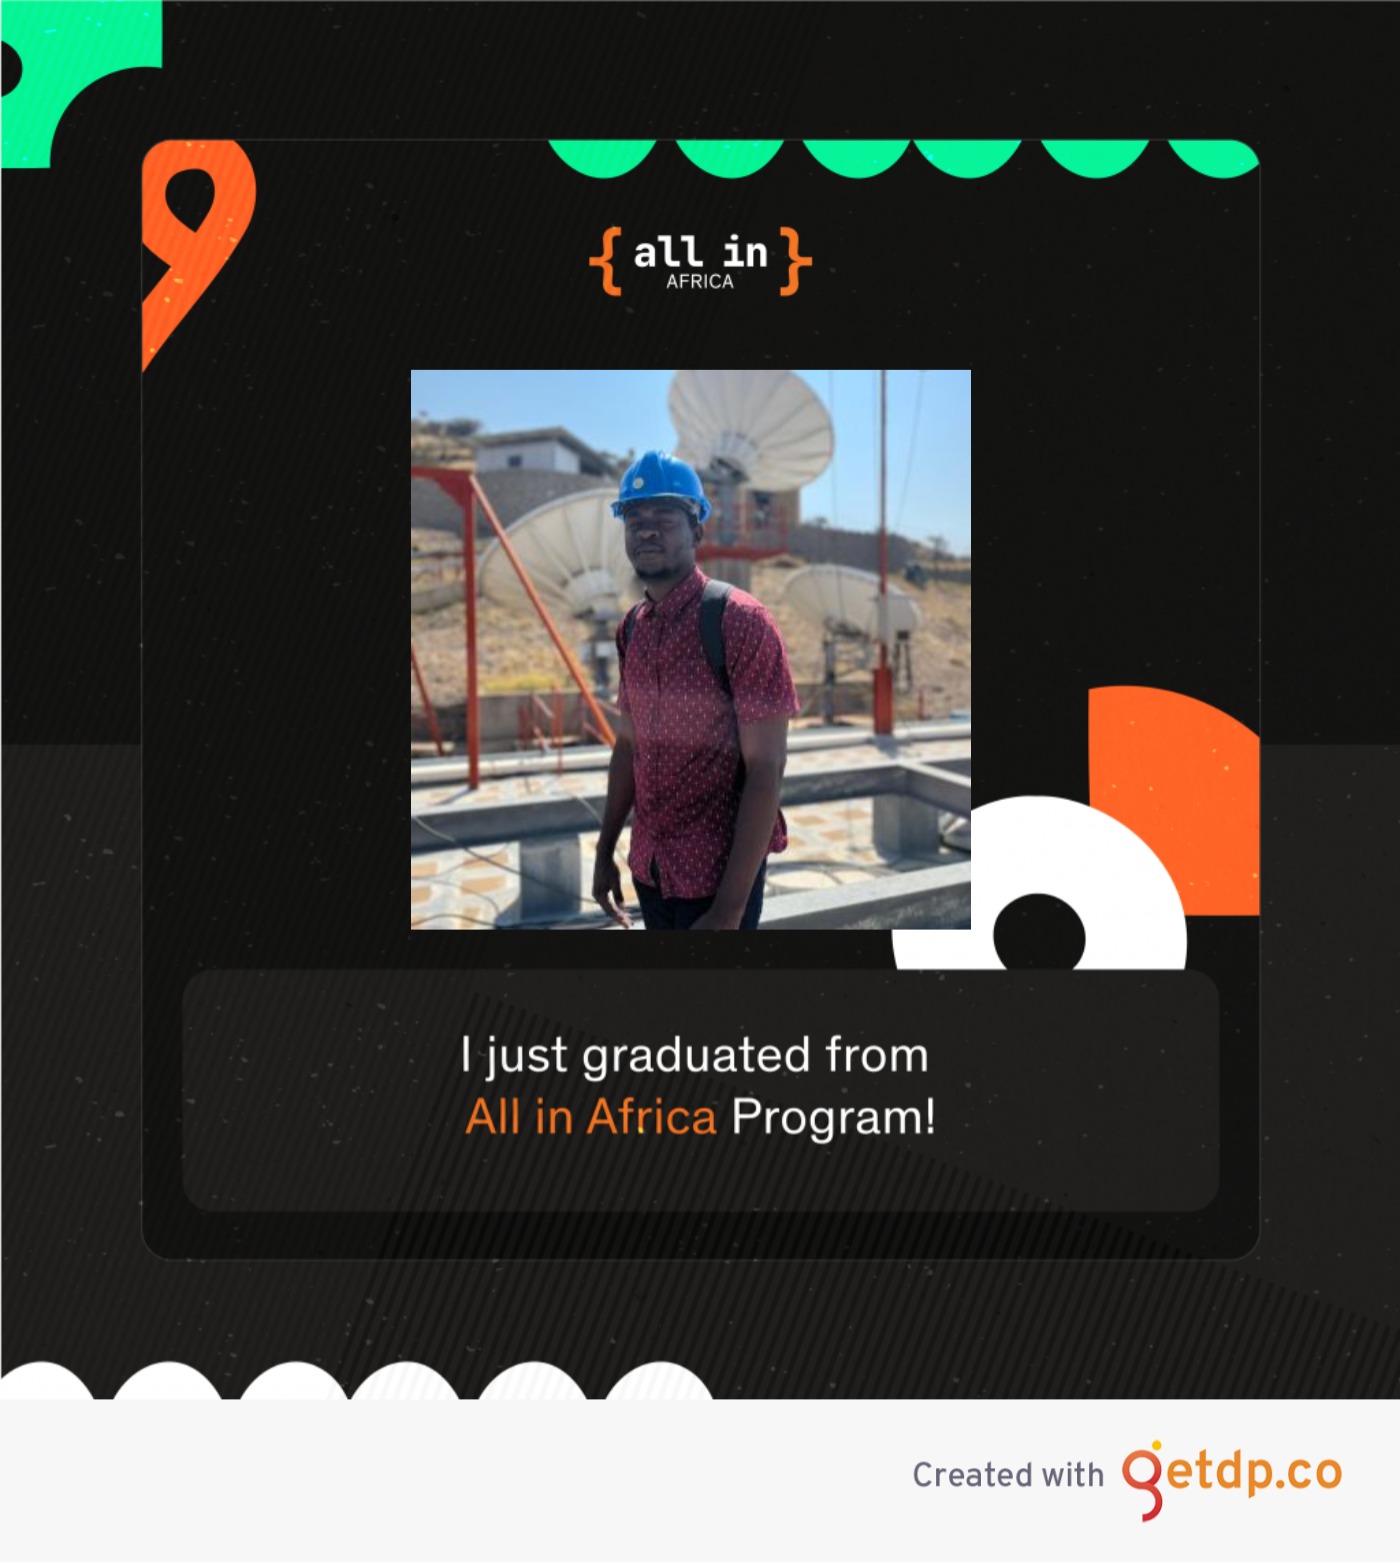 { all in }
AFRICA
I just graduated from
All in Africa Program!
Created with getdp.co